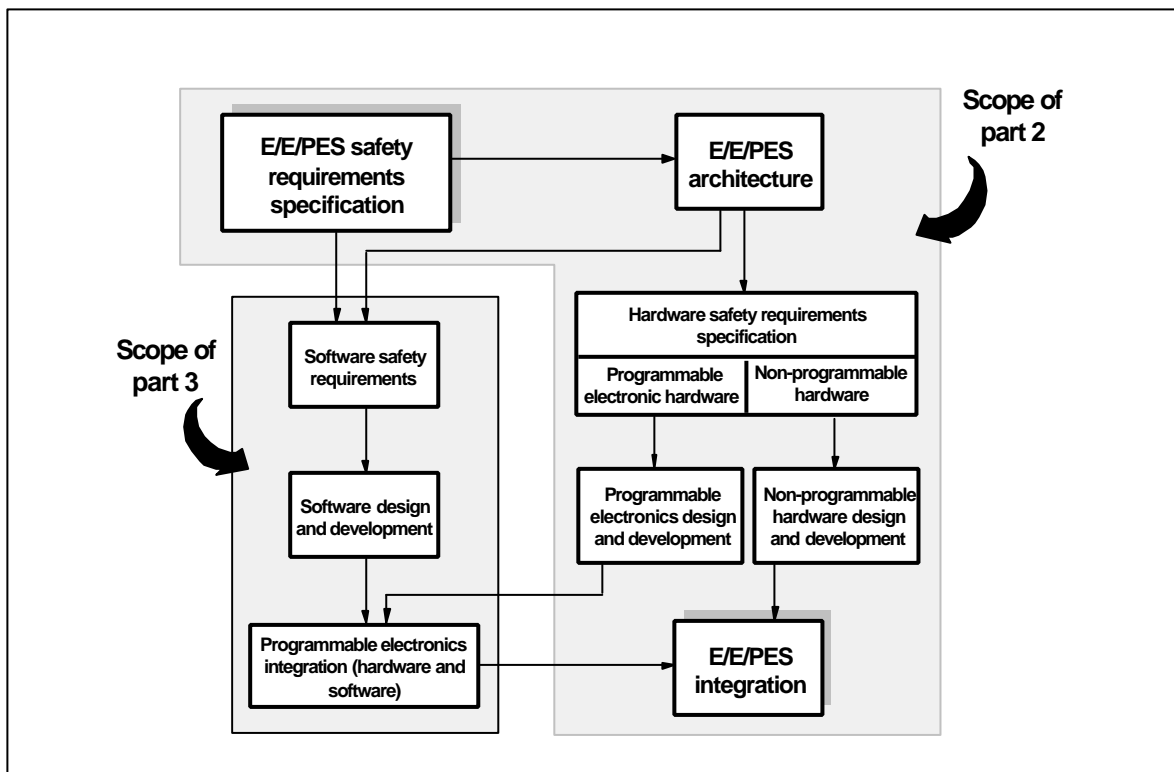 Scope of
part 2
E/E/PES safety
requirements
specification
E/E/PES
architecture
Hardware safety requirements
specification
Programmable
electronic hardware
Non-programmable
hardware
Scope of
part 3
Software safety
requirements
Software design
and development
Programmable
electronics design
and development
Non-programmable
hardware design
and development
Programmable electronics
integration (hardware and
software)
E/E/PES
integration